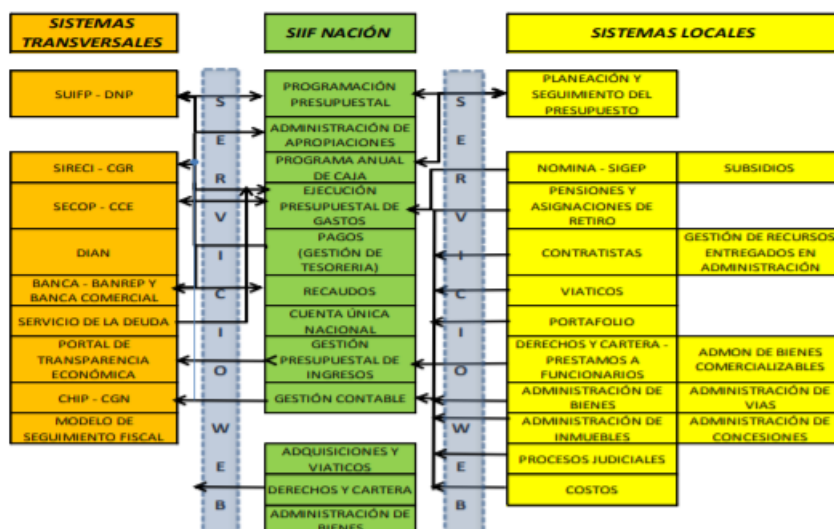 SISTEMAS
TRANSVERSALES
SIIF NACIÓN
SISTEMAS LOCALES
SUIFP - DNP
SIRECI - CGR
SECOP - CCE
DIAN
BANCA - BANREP Y
BANCA COMERCIAL
SERVICIO DE LA DEUDA
PORTAL DE
TRANSPARENCIA
ECONÓMICA
CHIP - CGN
MODELO DE
SEGUIMIENTO FISCAL
SERVICIO WEB
PROGRAMACIÓN
PRESUPUESTAL
ADMINISTRACIÓN DE
APROPIACIONES
PROGRAMA ANUAL
DE CAJA
EJECUCIÓN
PRESUPUESTAL DE
GASTOS
PAGOS
(GESTIÓN DE
TESORERIA)
RECAUDOS
CUENTA ÚNICA
NACIONAL
GESTIÓN
PRESUPUESTAL DE
INGRESOS
GESTIÓN CONTABLE
ADQUISICIONES Y
VIATICOS
DERECHOS Y CARTERA
ADMINISTRACIÓN DE
BIENES
SERVICIO WEB
PLANEACIÓN Y
SEGUIMIENTO DEL
PRESUPUESTO
NOMINA - SIGEP
SUBSIDIOS
PENSIONES Y
ASIGNACIONES DE
RETIRO
CONTRATISTAS
GESTIÓN DE RECURSOS
ENTREGADOS EN
ADMINISTRACIÓN
VIATICOS
PORTAFOLIO
DERECHOS Y CARTERA -
PRESTAMOS A
FUNCIONARIOS
ADMON DE BIENES
COMERCIALIZABLES
ADMINISTRACIÓN DE
BIENES
ADMINISTRACIÓN DE
VIAS
ADMINISTRACIÓN DE
INMUEBLES
ADMINISTRACIÓN DE
CONCESIONES
PROCESOS JUDICIALES
COSTOS